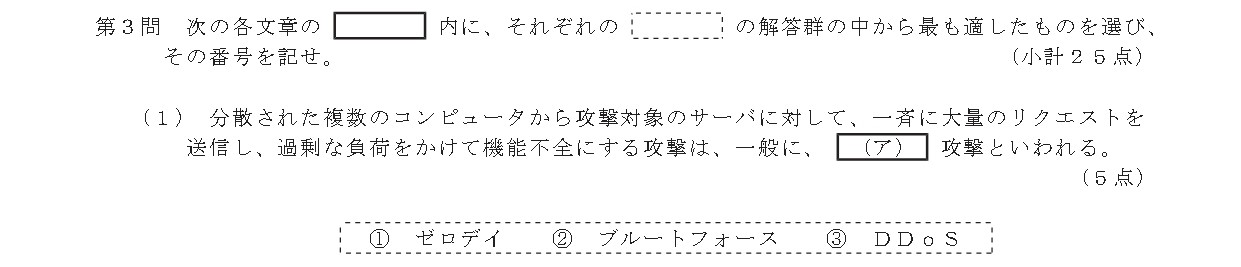 第３問　次の各文章の　　　　内に、それぞれの　　　　の解答群の中から最も適したものを選び、
その番号を記せ。　（小計２５点）
（１）　分散された複数のコンピュータから攻撃対象のサーバに対して、一斉に大量のリクエストを
送信し、過剰な負荷をかけて機能不全にする攻撃は、一般に、　（ア）　攻撃といわれる。
（５点）
①　ゼロデイ　　②　ブルートフォース　　③　ＤＤｏＳ